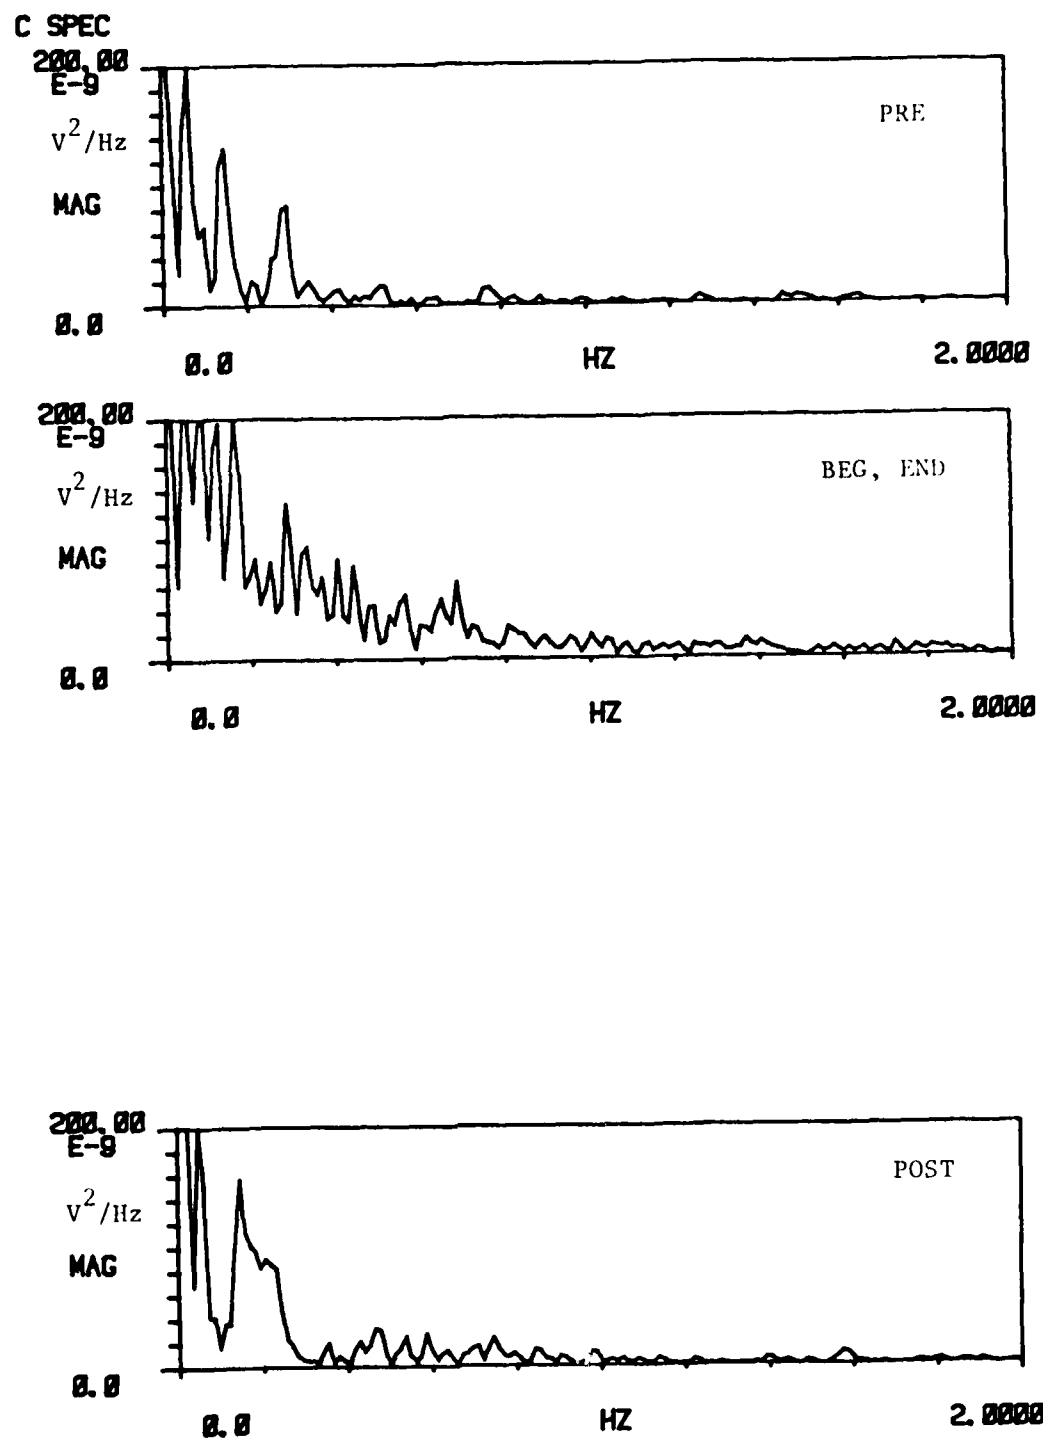 C SPEC
200.00
E-9
V²/Hz
MAG
0.0
PRE
0.0 HZ 2.0000
200.00
E-9
V²/Hz
MAG
0.0
BEG, END
0.0 HZ 2.0000
200.00
E-9
V²/Hz
MAG
0.0
POST
0.0 HZ 2.0000